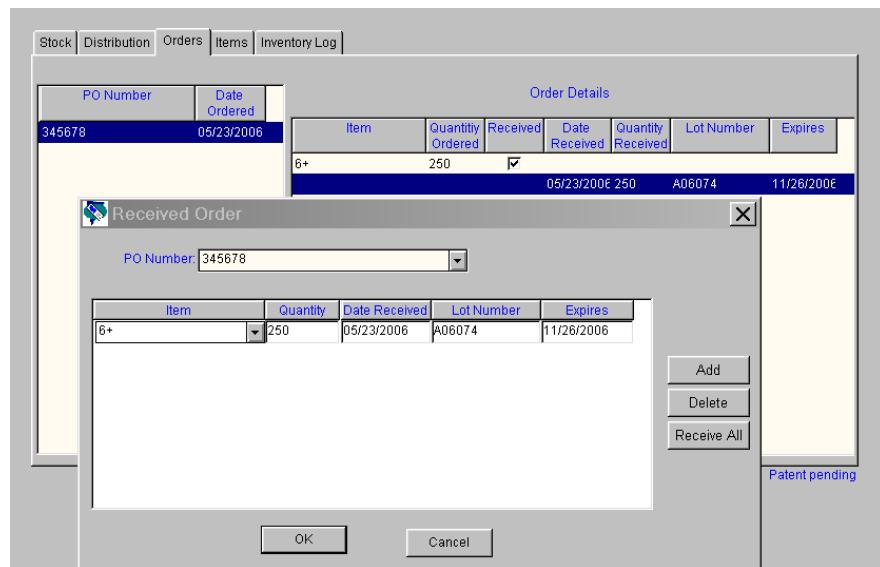 Stock Distribution Orders Items Inventory Log
Order Details
PO Number Date Ordered
345678 05/23/2006
Item Quantitiy Ordered Received Date Received Quantity Received Lot Number Expires
6+ 250
05/23/2006 250 A06074 11/26/2006
Received Order
PO Number: 345678
Item Quantity Date Received Lot Number Expires
6+ 250 05/23/2006 A06074 11/26/2006
Add
Delete
Receive All
Patent pending
OK Cancel